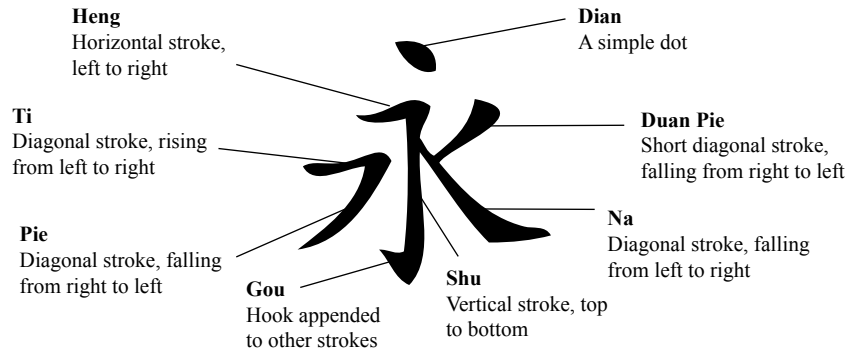 Heng
Horizontal stroke,
left to right
Dian
A simple dot
Ti
Diagonal stroke, rising
from left to right
永
Duan Pie
Short diagonal stroke,
falling from right to left
Pie
Diagonal stroke, falling
from right to left
Na
Diagonal stroke, falling
from left to right
Gou
Hook appended
to other strokes
Shu
Vertical stroke, top
to bottom